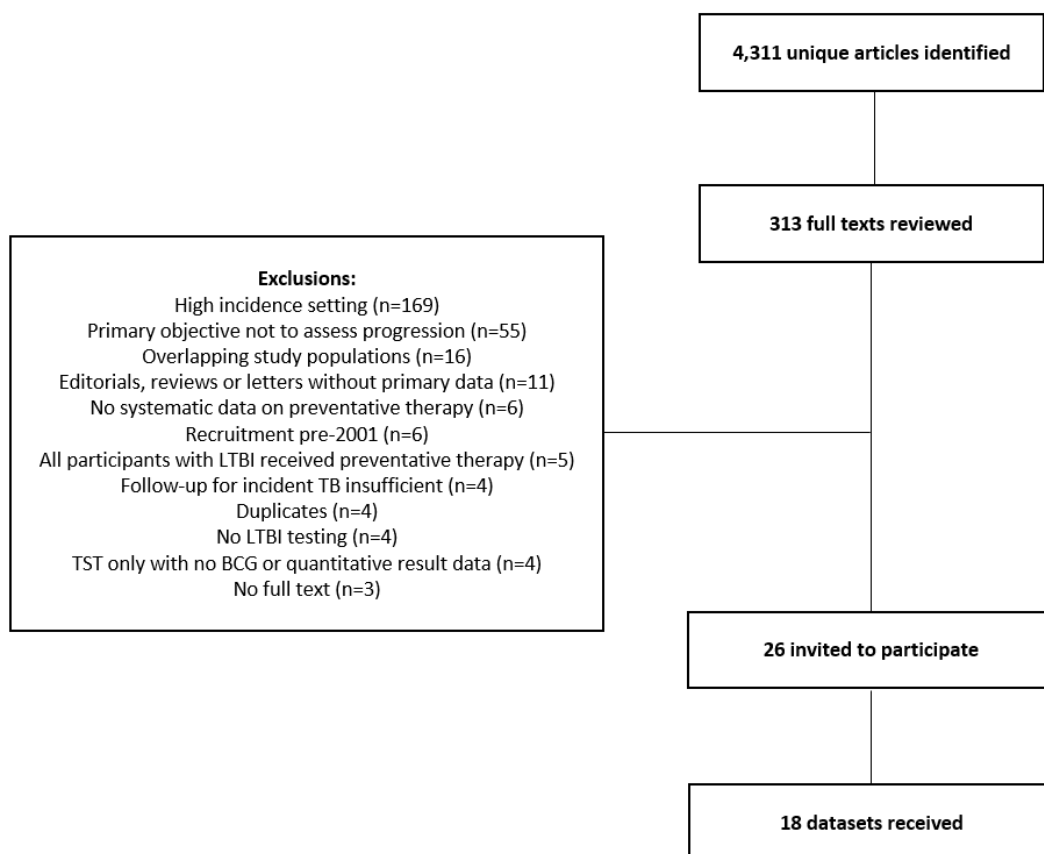 4,311 unique articles identified
313 full texts reviewed
Exclusions:
High incidence setting (n=169)
Primary objective not to assess progression (n=55)
Overlapping study populations (n=16)
Editorials, reviews or letters without primary data (n=11)
No systematic data on preventative therapy (n=6)
Recruitment pre-2001 (n=6)
All participants with LTBI received preventative therapy (n=5)
Follow-up for incident TB insufficient (n=4)
Duplicates (n=4)
No LTBI testing (n=4)
TST only with no BCG or quantitative result data (n=4)
No full text (n=3)
26 invited to participate
18 datasets received